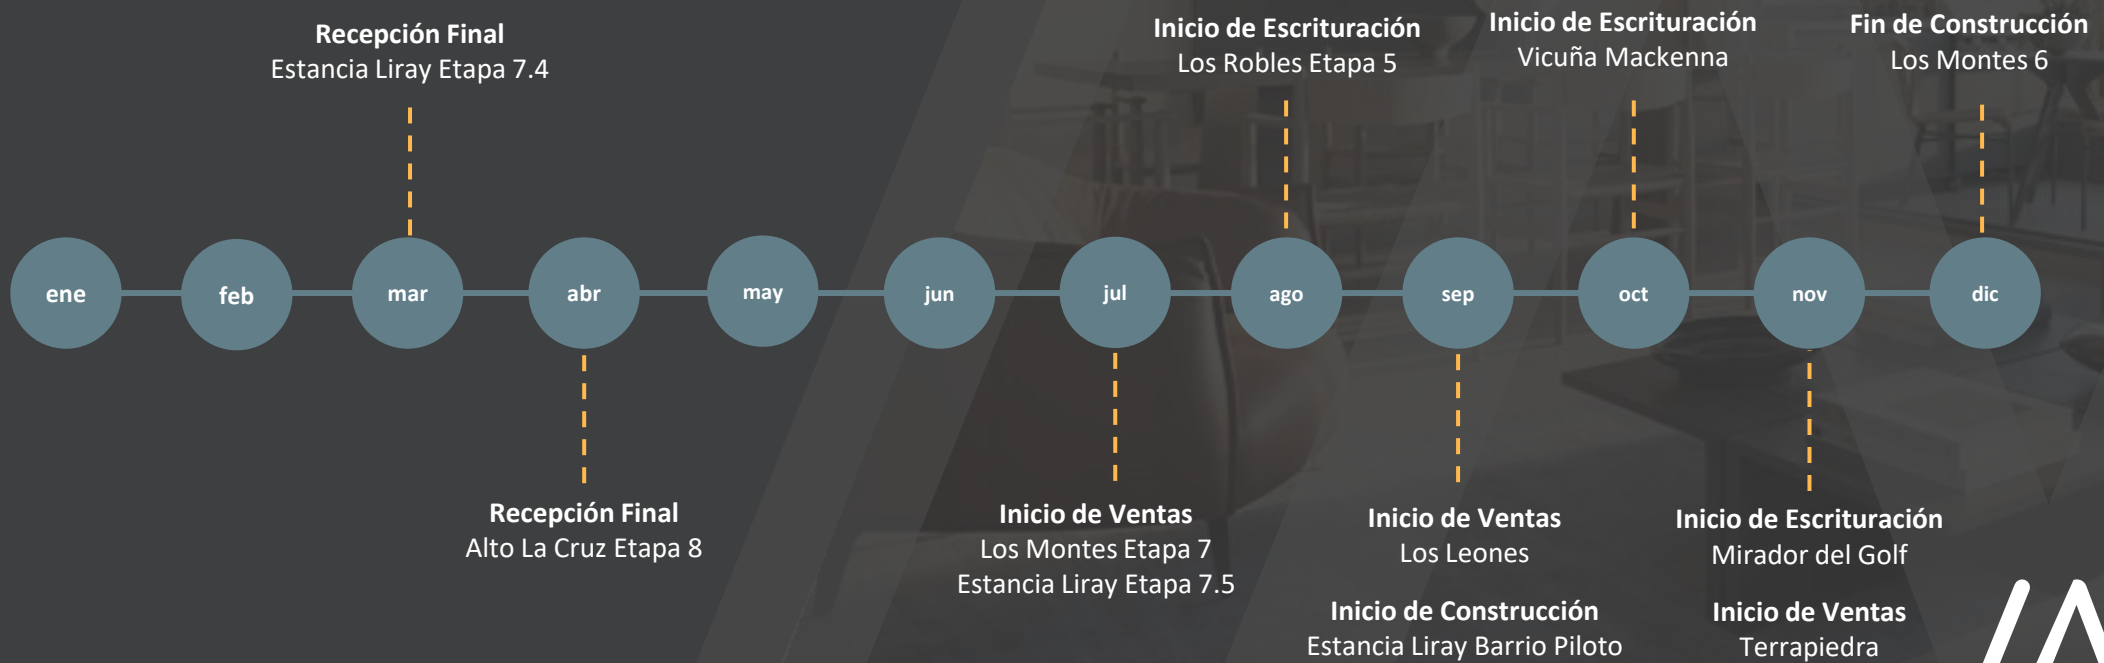 Recepción Final
Estancia Liray Etapa 7.4
Inicio de Escrituración
Los Robles Etapa 5
Inicio de Escrituración
Vicuña Mackenna
Fin de Construcción
Los Montes 6
ene
feb
mar
abr
may
jun
jul
ago
sep
oct
nov
dic
Recepción Final
Alto La Cruz Etapa 8
Inicio de Ventas
Los Montes Etapa 7
Estancia Liray Etapa 7.5
Inicio de Ventas
Los Leones
Inicio de Construcción
Estancia Liray Barrio Piloto
Inicio de Escrituración
Mirador del Golf
Inicio de Ventas
Terrapiedra